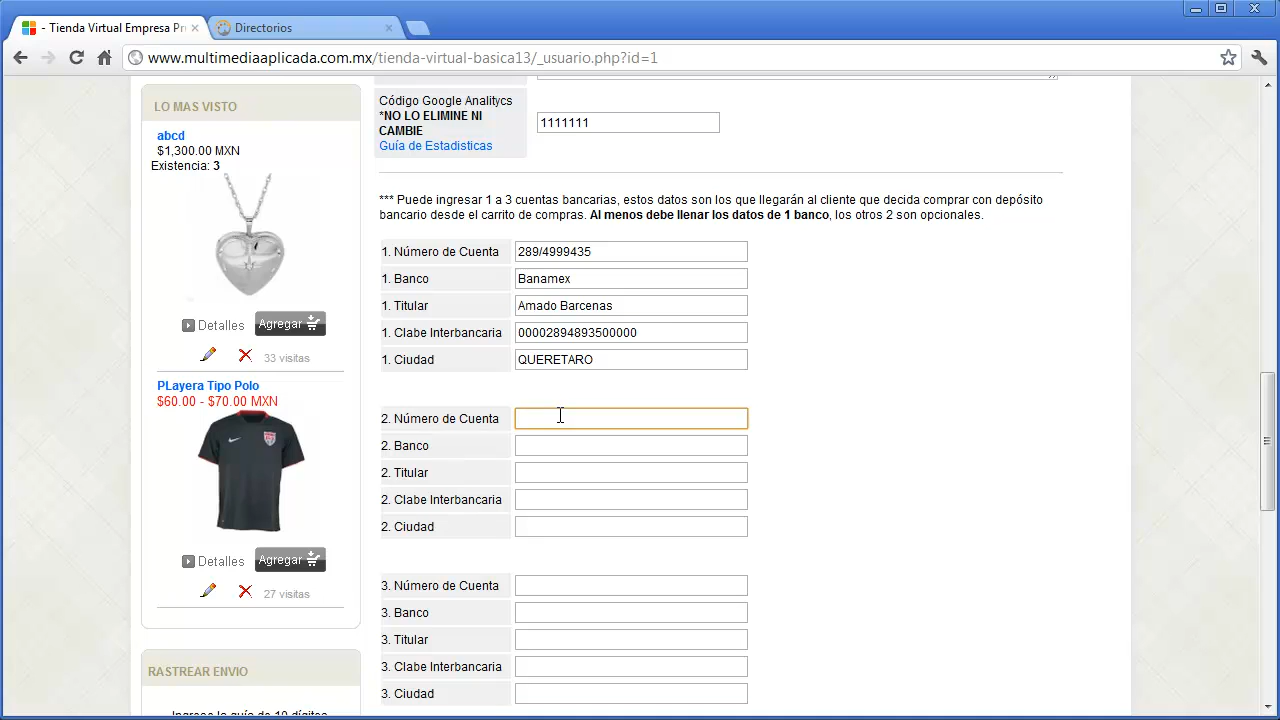 - Tienda Virtual Empresa Pr
Directorios
www.multimediaaplicada.com.mx/tienda-virtual-basica13/_usuario.php?id=1
LO MAS VISTO
abcd
$1,300.00 MXN
Existencia: 3
Detalles
Agregar
33 visitas
PLayera Tipo Polo
$60.00 - $70.00 MXN
Detalles
Agregar
27 visitas
RASTREAR ENVIO
Ingrese la guía de 10 dígitos
Código Google Analitycs
*NO LO ELIMINE NI
CAMBIE
Guía de Estadisticas
1111111
*** Puede ingresar 1 a 3 cuentas bancarias, estos datos son los que llegarán al cliente que decida comprar con depósito
bancario desde el carrito de compras. Al menos debe llenar los datos de 1 banco, los otros 2 son opcionales.
1. Número de Cuenta 289/4999435
1. Banco Banamex
1. Titular Amado Barcenas
1. Clabe Interbancaria 00002894893500000
1. Ciudad QUERETARO
2. Número de Cuenta
2. Banco
2. Titular
2. Clabe Interbancaria
2. Ciudad
3. Número de Cuenta
3. Banco
3. Titular
3. Clabe Interbancaria
3. Ciudad